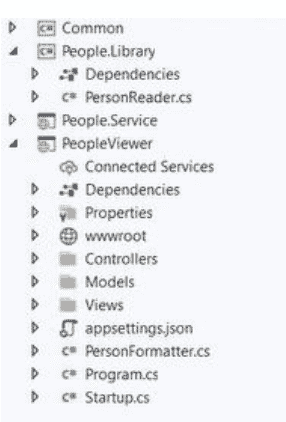 C# Common
C# People.Library
Dependencies
C# PersonReader.cs
People.Service
PeopleViewer
Connected Services
Dependencies
Properties
wwwroot
Controllers
Models
Views
appsettings.json
C# PersonFormatter.cs
C# Program.cs
C# Startup.cs